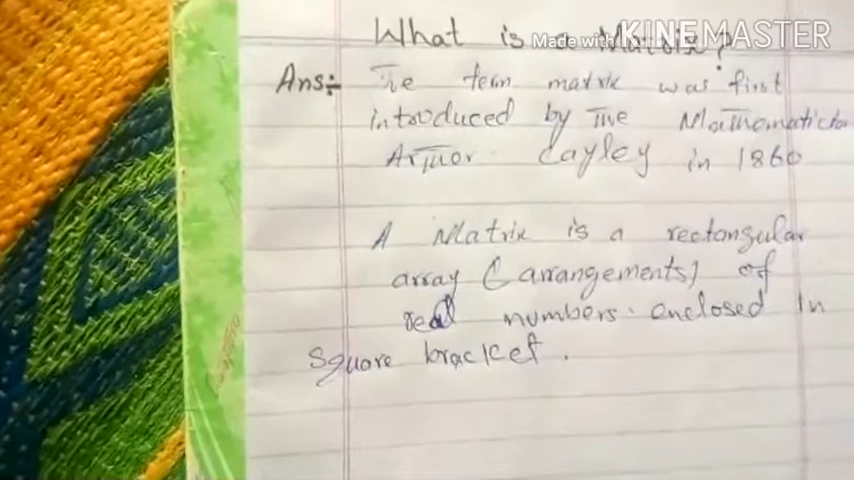 What is a Matrix?
Made with KINEMASTER
Ans:- The term matrix was first
introduced by The Mathematician
Arthur Cayley in 1860
A Matrix is a rectangular
array (arrangements) of
real numbers. enclosed in
Square bracket.